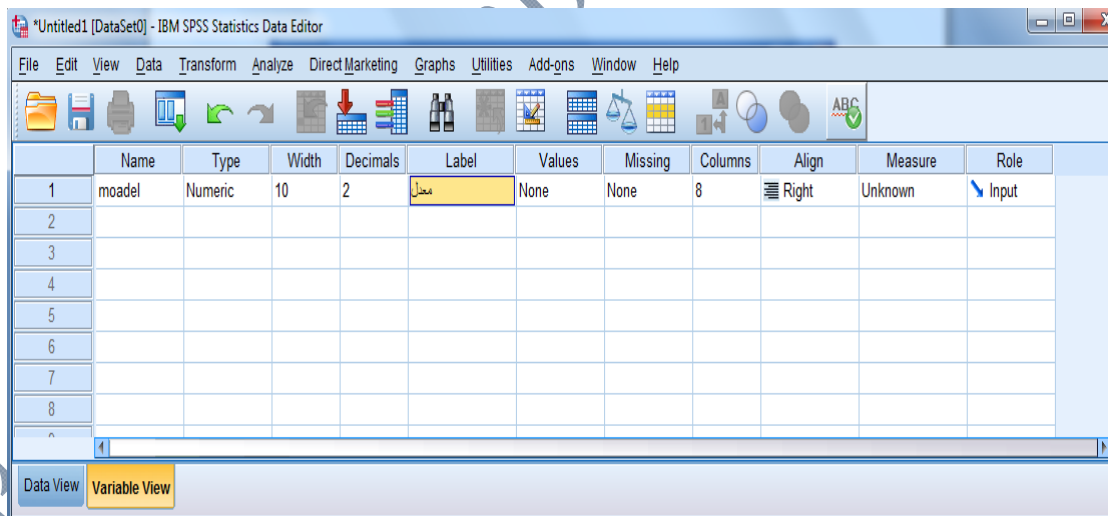 *Untitled1 [DataSet0] - IBM SPSS Statistics Data Editor
File Edit View Data Transform Analyze Direct Marketing Graphs Utilities Add-ons Window Help
Name Type Width Decimals Label Values Missing Columns Align Measure Role
1 moadel Numeric 10 2 معدل None None 8 Right Unknown Input
2
3
4
5
6
7
8
Data View Variable View